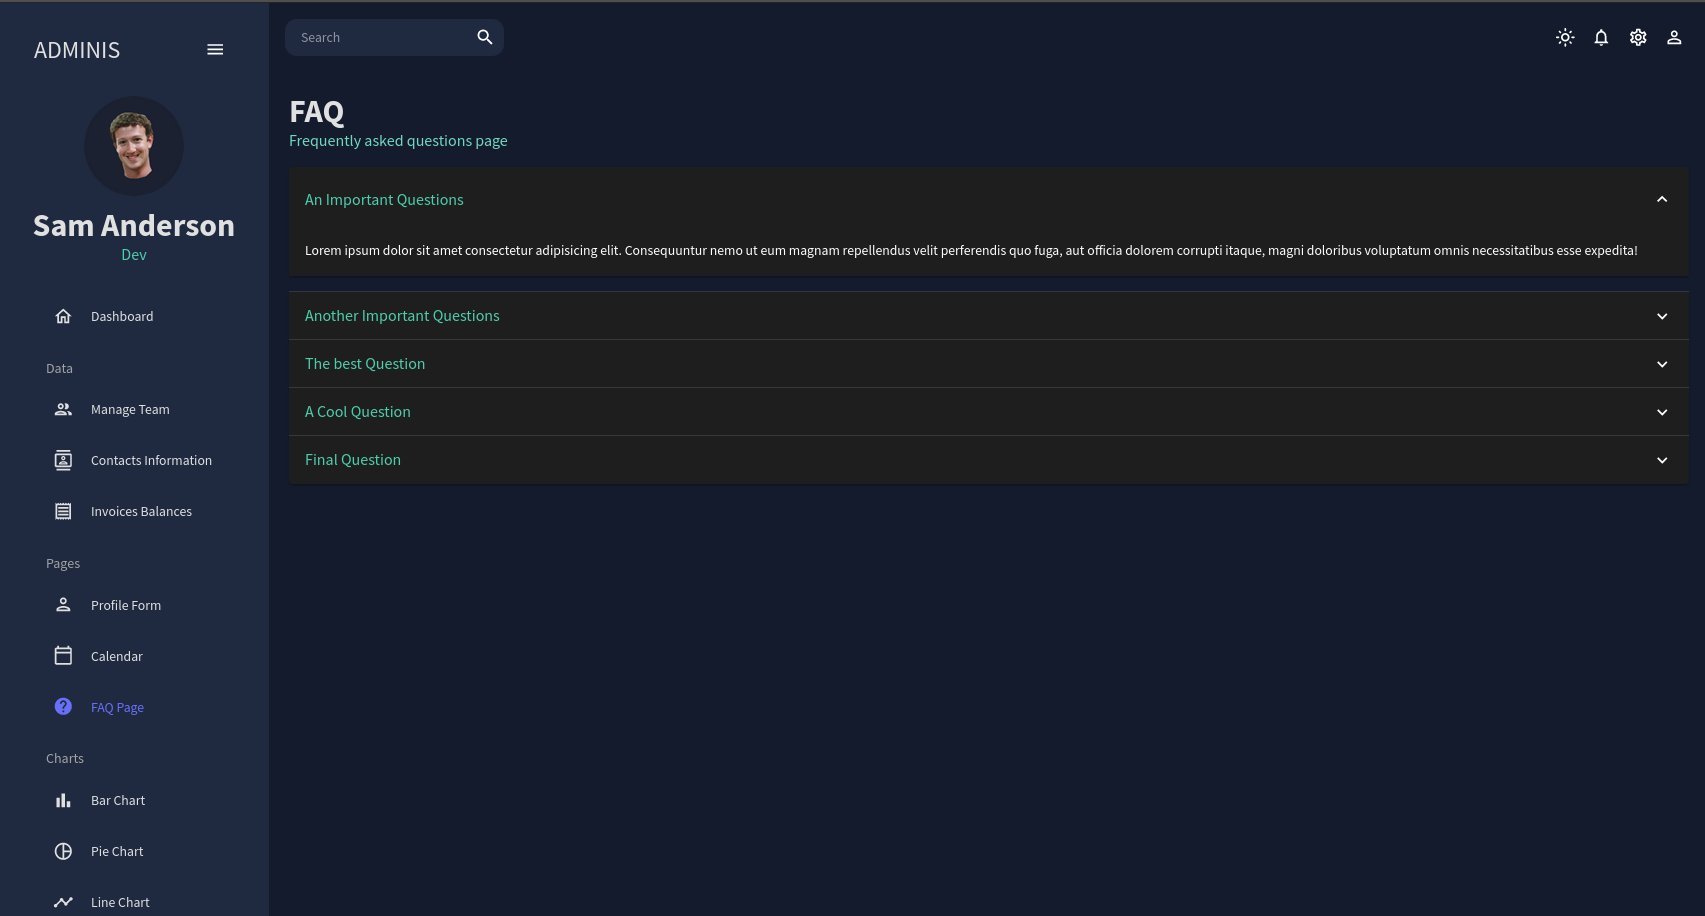 ADMINIS
Sam Anderson
Dev
Dashboard
Data
Manage Team
Contacts Information
Invoices Balances
Pages
Profile Form
Calendar
FAQ Page
Charts
Bar Chart
Pie Chart
Line Chart
Search
FAQ
Frequently asked questions page
An Important Questions
Lorem ipsum dolor sit amet consectetur adipisicing elit. Consequuntur nemo ut eum magnam repellendus velit perferendis quo fuga, aut officia dolorem corrupti itaque, magni doloribus voluptatum omnis necessitatibus esse expedita!
Another Important Questions
The best Question
A Cool Question
Final Question